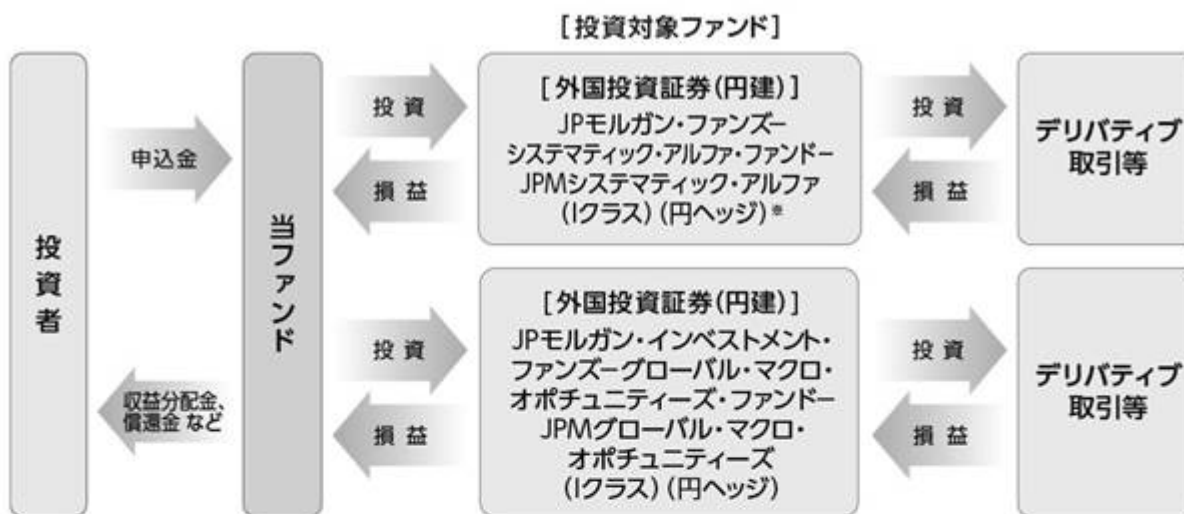 [投資対象ファンド]
投資者
申込金
収益分配金、
償還金 など
当ファンド
投 資
損 益
[外国投資証券(円建)]
JPモルガン・ファンズー
システマティック・アルファ・ファンドー
JPMシステマティック・アルファ
(Iクラス)(円ヘッジ)※
投 資
損 益
デリバティブ
取引等
投 資
損 益
[外国投資証券(円建)]
JPモルガン・インベストメント・
ファンズーグローバル・マクロ・
オポチュニティーズ・ファンドー
JPMグローバル・マクロ・
オポチュニティーズ
(Iクラス)(円ヘッジ)
投 資
損 益
デリバティブ
取引等